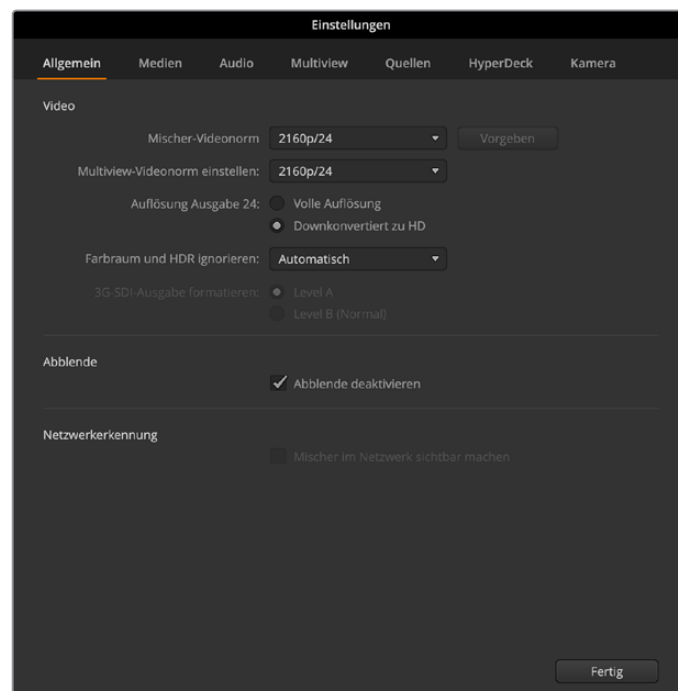 Einstellungen
Allgemein Medien Audio Multiview Quellen HyperDeck Kamera
Video
Mischer-Videonorm 2160p/24 Vorgeben
Multiview-Videonorm einstellen: 2160p/24
Auflösung Ausgabe 24: Volle Auflösung
Downkonvertiert zu HD
Farbraum und HDR ignorieren: Automatisch
3G-SDI-Ausgabe formatieren: Level A
Level B (Normal)
Abblende
Abblende deaktivieren
Netzwerkerkennung
Mischer im Netzwerk sichtbar machen
Fertig